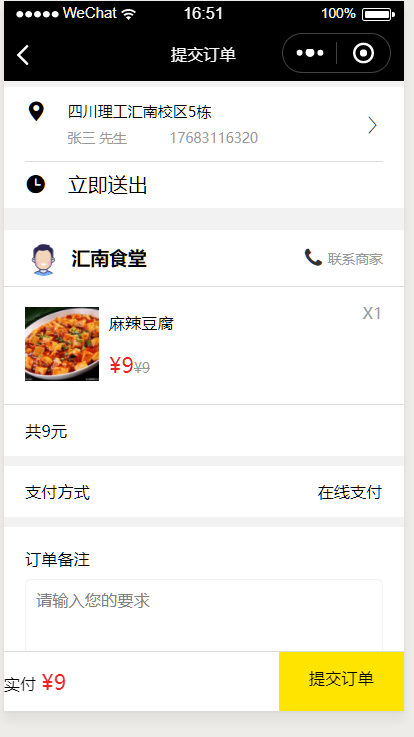 WeChat 16:51 100%
提交订单
四川理工汇南校区5栋
张三 先生 17683116320
立即送出
汇南食堂 联系商家
麻辣豆腐 X1
¥9¥9
共9元
支付方式 在线支付
订单备注
请输入您的要求
实付 ¥9 提交订单